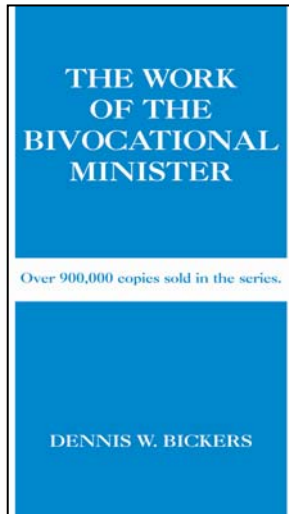 THE WORK
OF THE
BIVOCATIONAL
MINISTER
Over 900,000 copies sold in the series.
DENNIS W. BICKERS